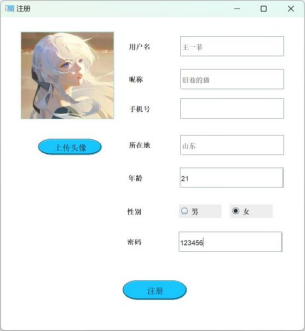 注册
用户名 王一菲
昵称 旧巷的猫
手机号
上传头像
所在地 山东
年龄 21
性别 男 女
密码 123456
注册